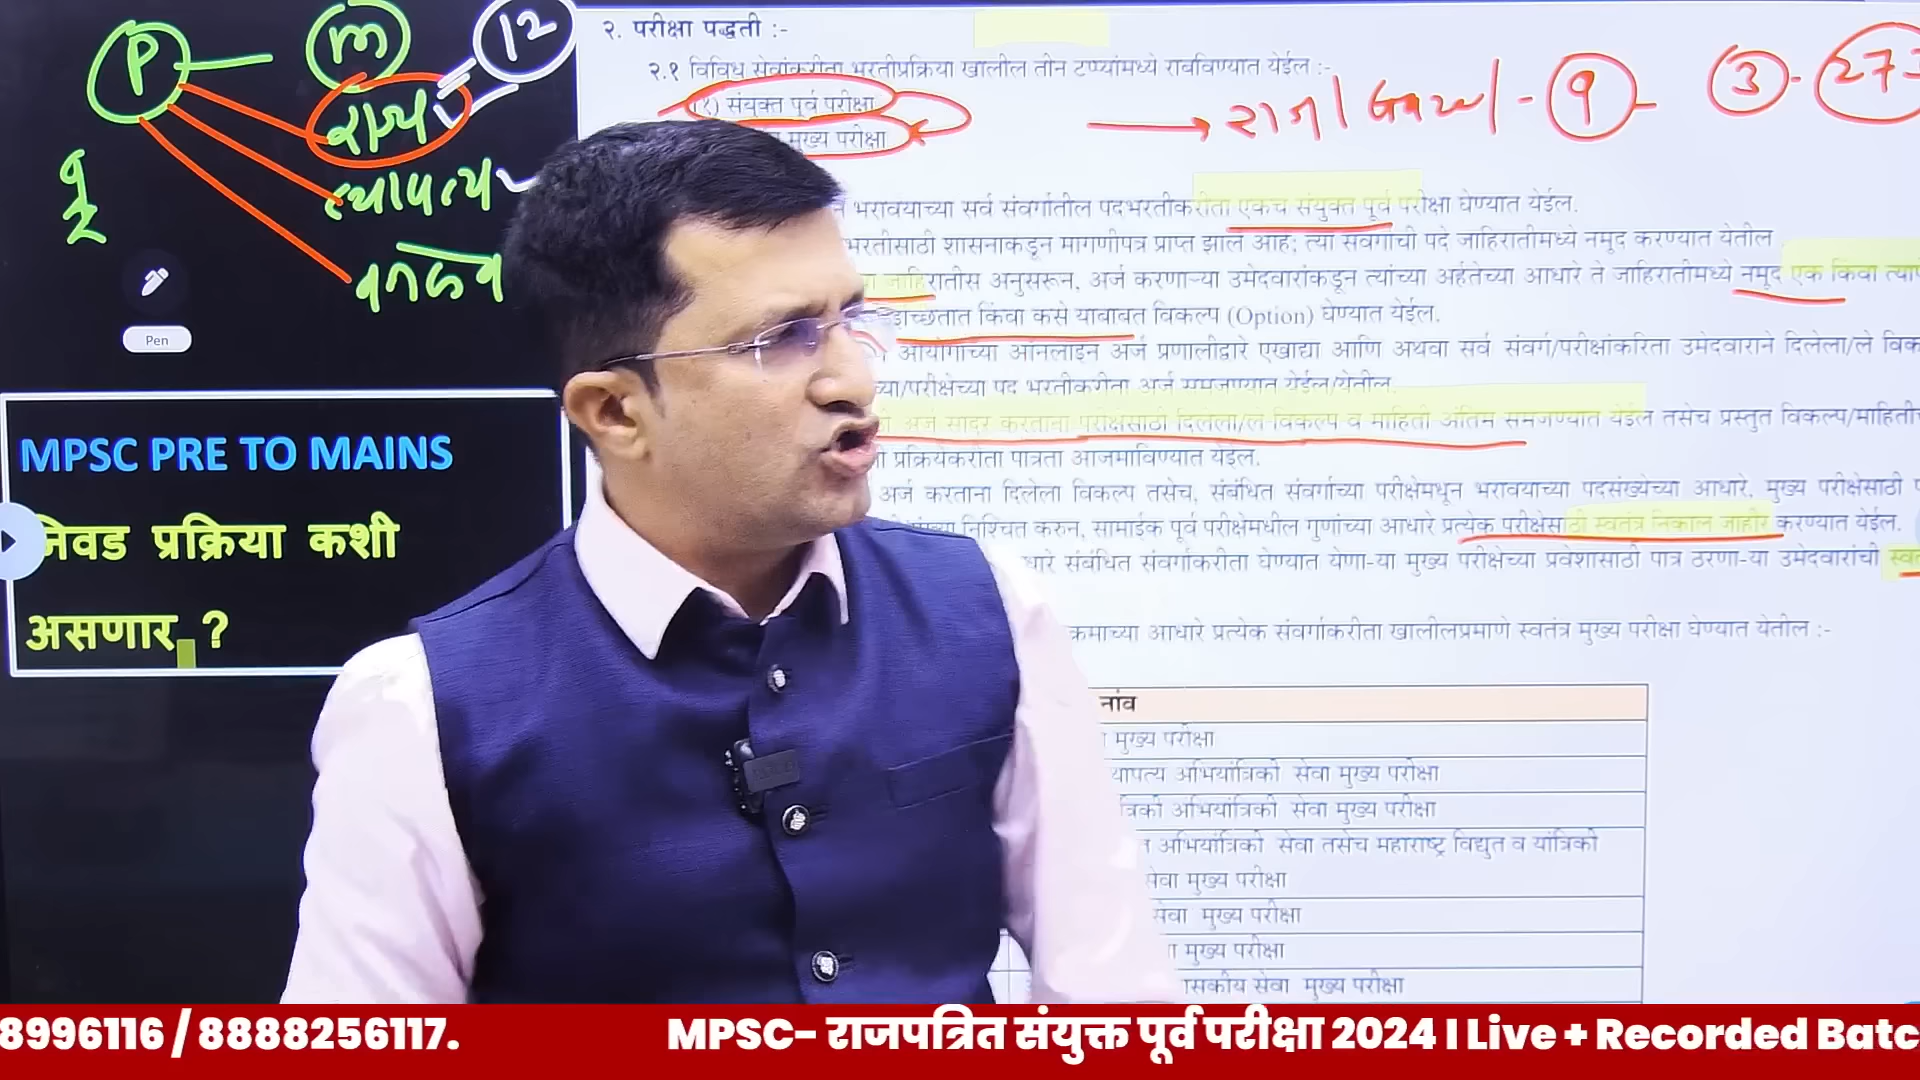 P
m
12
राज्य
स्थापत्य
वनसेवा
पूर्व
Pen
MPSC PRE TO MAINS
निवड प्रक्रिया कशी
असणार ?
२. परीक्षा पद्धती :-
२.१ विविध सेवांकरीता भरतीप्रक्रिया खालील तीन टप्प्यांमध्ये राबविण्यात येईल :-
(१) संयुक्त पूर्व परीक्षा
मुख्य परीक्षा
9
3 - 273
भरावयाच्या सर्व संवर्गातील पदभरतीकरीता एकच संयुक्त पूर्व परीक्षा घेण्यात येईल.
भरतीसाठी शासनाकडून मागणीपत्र प्राप्त झाले आहे; त्या संवर्गाची पदे जाहिरातीमध्ये नमूद करण्यात येतील
जाहिरातीस अनुसरून, अर्ज करणाऱ्या उमेदवारांकडून त्यांच्या अर्हतेच्या आधारे ते जाहिरातीमध्ये नमूद एक किंवा
इच्छितात किंवा कसे याबाबत विकल्प (Option) घेण्यात येईल.
आयोगाच्या ऑनलाइन अर्ज प्रणालीद्वारे एखाद्या आणि अथवा सर्व संवर्ग/परीक्षांकरिता उमेदवाराने दिलेला/ले
/परीक्षेच्या पद भरतीकरीता अर्ज समजण्यात येईल/येतील.
अर्ज सादर करताना परीक्षेसाठी दिलेला/ले विकल्प व माहिती अंतिम समजण्यात येईल तसेच प्रस्तुत
प्रक्रियेकरीता पात्रता आजमाविण्यात येईल.
अर्ज करताना दिलेला विकल्प तसेच, संबंधित संवर्गाच्या परीक्षेमधून भरावयाच्या पदसंख्येच्या आधारे, मुख्य परीक्षेसाठी
निश्चित करुन, सामाईक पूर्व परीक्षेमधील गुणांच्या आधारे प्रत्येक परीक्षेसाठी स्वतंत्र निकाल जाहीर करण्यात येईल.
संबंधित संवर्गाकरीता घेण्यात येणा-या मुख्य परीक्षेच्या प्रवेशासाठी पात्र ठरणा-या उमेदवारांची
आधारे प्रत्येक संवर्गाकरीता खालीलप्रमाणे स्वतंत्र मुख्य परीक्षा घेण्यात येतील :-
नांव
मुख्य परीक्षा
अभियांत्रिकी सेवा मुख्य परीक्षा
अभियांत्रिकी सेवा मुख्य परीक्षा
अभियांत्रिकी सेवा तसेच महाराष्ट्र विद्युत व यांत्रिकी
सेवा मुख्य परीक्षा
सेवा मुख्य परीक्षा
मुख्य परीक्षा
सेवा मुख्य परीक्षा
8996116 / 8888256117. MPSC- राजपत्रित संयुक्त पूर्व परीक्षा 2024 I Live + Recorded Batc